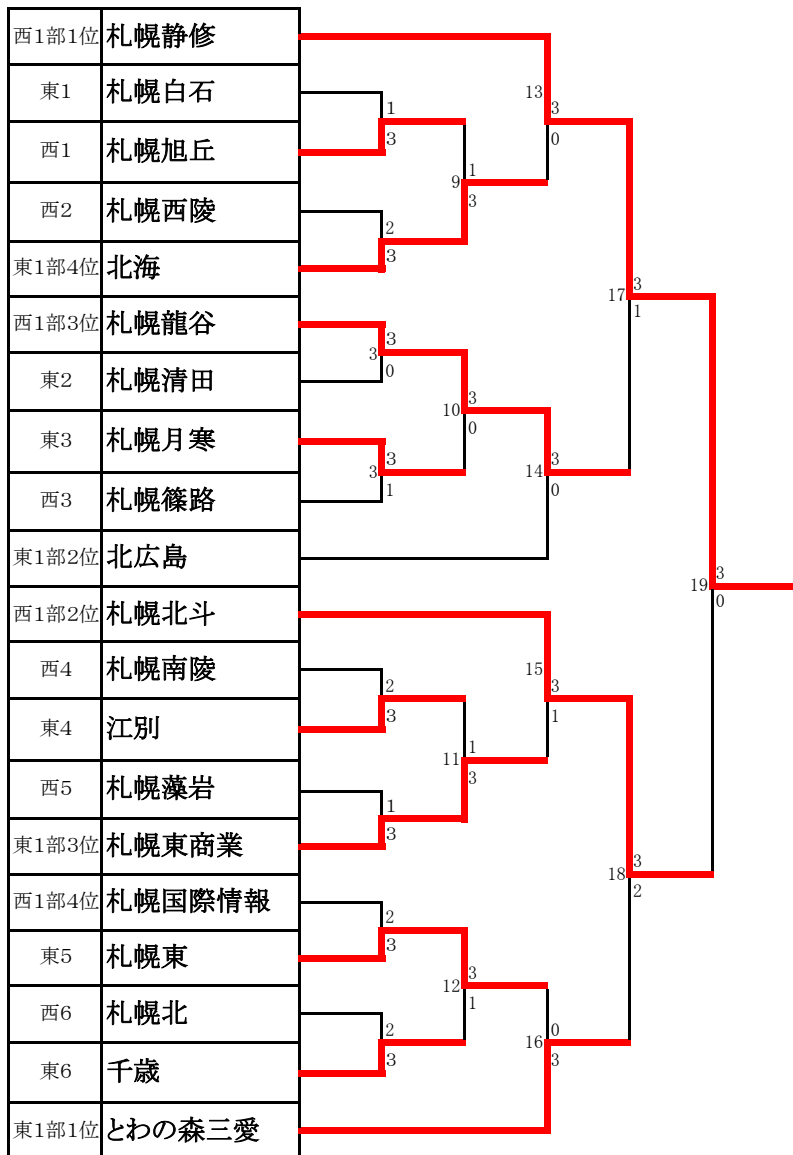 西1部1位 札幌静修
東1 札幌白石
西1 札幌旭丘
西2 札幌西陵
東1部4位 北海
西1部3位 札幌龍谷
東2 札幌清田
東3 札幌月寒
西3 札幌篠路
東1部2位 北広島
西1部2位 札幌北斗
西4 札幌南陵
東4 江別
西5 札幌藻岩
東1部3位 札幌東商業
西1部4位 札幌国際情報
東5 札幌東
西6 札幌北
東6 千歳
東1部1位 とわの森三愛
1
3
2
3
3
3
0
3
3
1
2
3
1
3
2
3
2
3
9
1
3
10
3
0
11
1
3
12
3
1
13
3
0
14
3
0
15
3
1
16
0
3
17
3
1
18
3
2
19
3
0